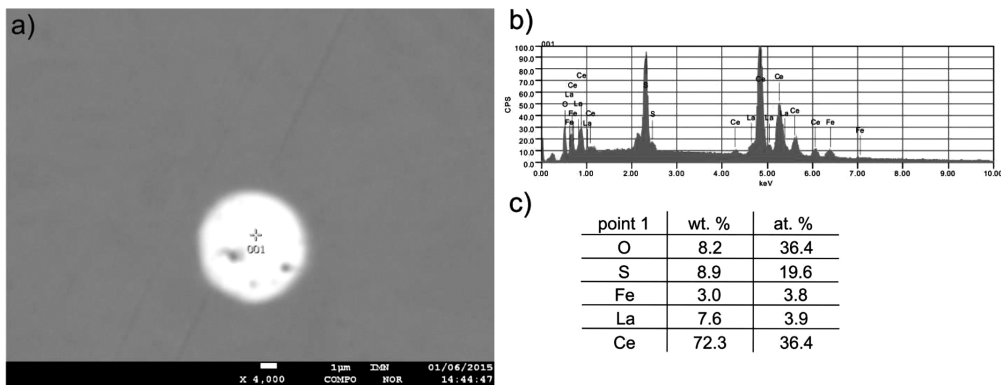 a)
001
1µm IMN 01/06/2015
X 4,000 COMPO NOR 14:44:47
b)
001
CPS
100.0
90.0
80.0
70.0
60.0
50.0
40.0
30.0
20.0
10.0
0.0
Ce
Ce
La
O
Fe
Fe
La
La
Ce
S
S
Ce
La
Ce
La
Ce
La
Ce
Ce
Fe
Fe
0.00 1.00 2.00 3.00 4.00 5.00 6.00 7.00 8.00 9.00 10.00
keV
c)
point 1 wt. % at. %
O 8.2 36.4
S 8.9 19.6
Fe 3.0 3.8
La 7.6 3.9
Ce 72.3 36.4